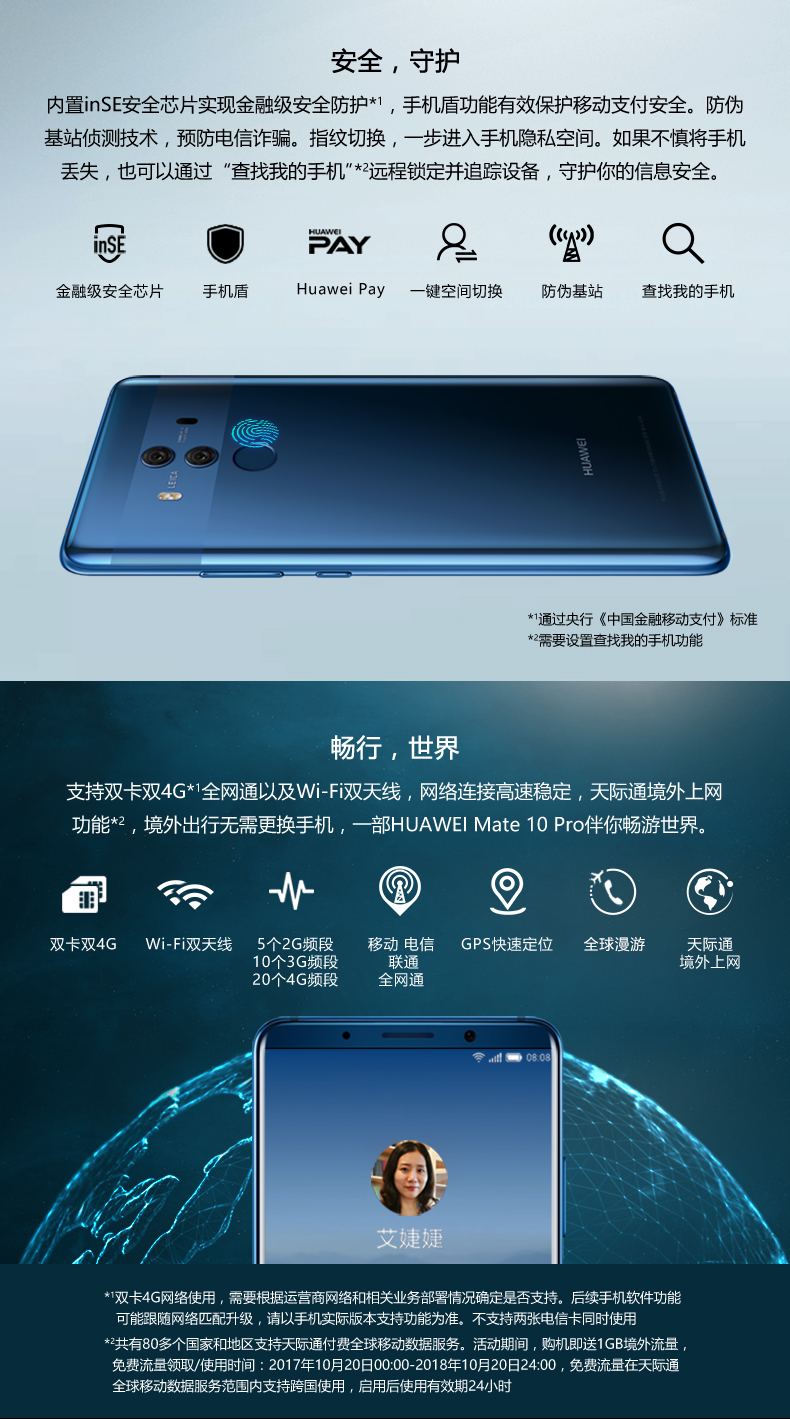 安全，守护
内置inSE安全芯片实现金融级安全防护*1，手机盾功能有效保护移动支付安全。防伪
基站侦测技术，预防电信诈骗。指纹切换，一步进入手机隐私空间。如果不慎将手机
丢失，也可以通过“查找我的手机”*2远程锁定并追踪设备，守护你的信息安全。
inSE
HUAWEI
PAY
金融级安全芯片 手机盾 Huawei Pay 一键空间切换 防伪基站 查找我的手机
LEICA
HUAWEI
*1通过央行《中国金融移动支付》标准
*2需要设置查找我的手机功能
畅行，世界
支持双卡双4G*1全网通以及Wi-Fi双天线，网络连接高速稳定，天际通境外上网
功能*2，境外出行无需更换手机，一部HUAWEI Mate 10 Pro伴你畅游世界。
双卡双4G Wi-Fi双天线 5个2G频段 移动 电信 GPS快速定位 全球漫游 天际通
10个3G频段 联通 境外上网
20个4G频段 全网通
08:08
艾婕婕
*1双卡4G网络使用，需要根据运营商网络和相关业务部署情况确定是否支持。后续手机软件功能
可能跟随网络匹配升级，请以手机实际版本支持功能为准。不支持两张电信卡同时使用
*2共有80多个国家和地区支持天际通付费全球移动数据服务。活动期间，购机即送1GB境外流量，
免费流量领取/使用时间：2017年10月20日00:00-2018年10月20日24:00，免费流量在天际通
全球移动数据服务范围内支持跨国使用，启用后使用有效期24小时